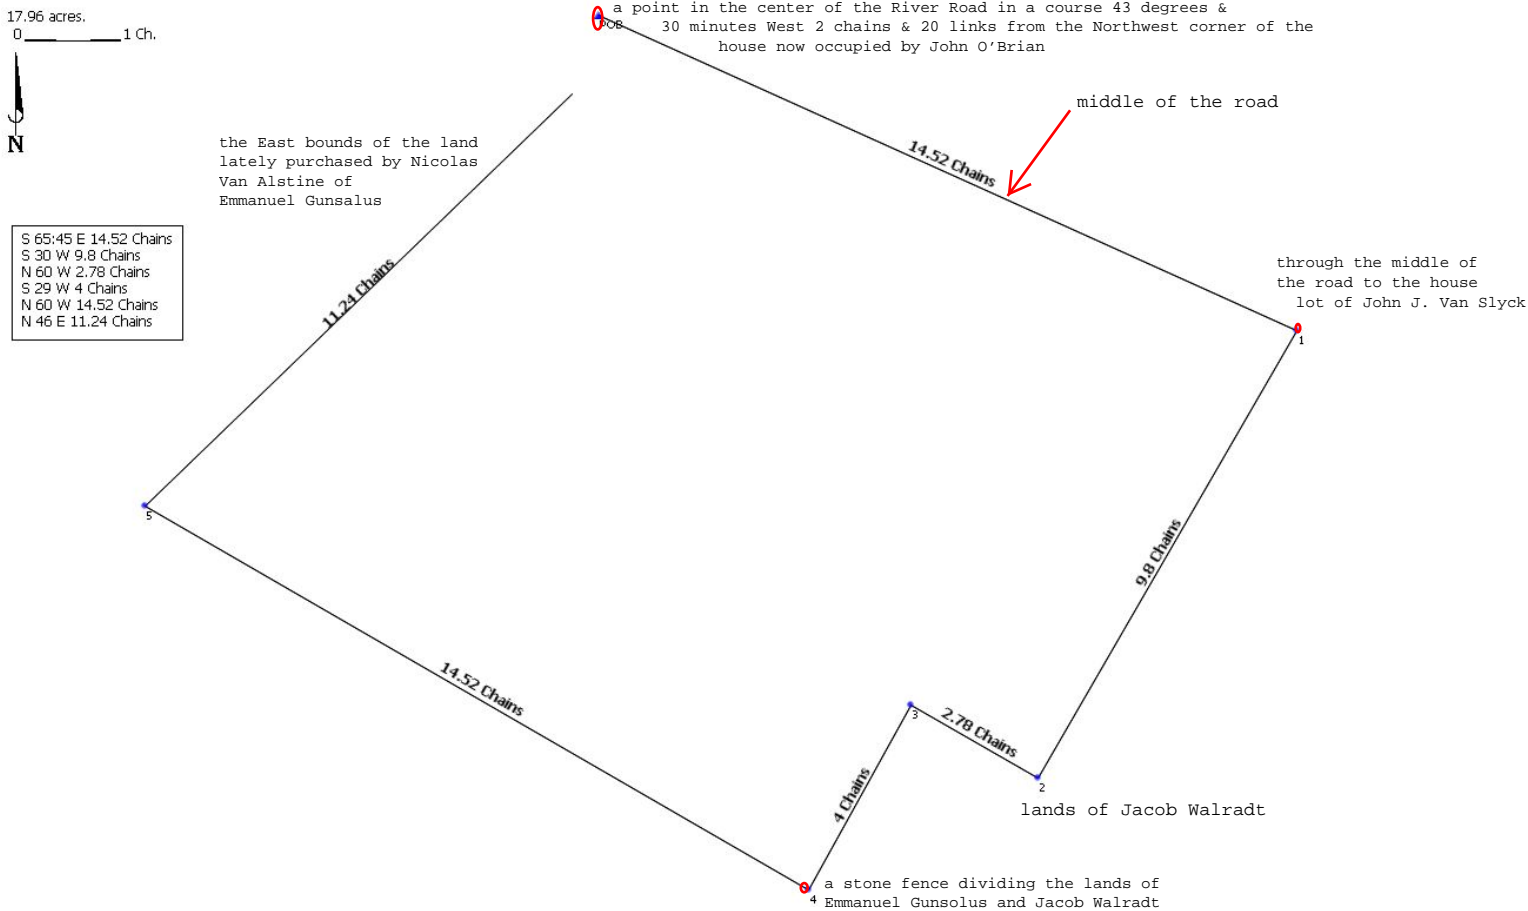 17.96 acres.
0 1 Ch.
N
a point in the center of the River Road in a course 43 degrees &
30 minutes West 2 chains & 20 links from the Northwest corner of the
house now occupied by John O’Brian
POB
middle of the road
14.52 Chains
the East bounds of the land
lately purchased by Nicolas
Van Alstine of
Emmanuel Gunsalus
S 65:45 E 14.52 Chains
S 30 W 9.8 Chains
N 60 W 2.78 Chains
S 29 W 4 Chains
N 60 W 14.52 Chains
N 46 E 11.24 Chains
11.24 Chains
through the middle of
the road to the house
lot of John J. Van Slyck
1
5
9.8 Chains
14.52 Chains
3
2.78 Chains
2
4 Chains
lands of Jacob Walradt
4
a stone fence dividing the lands of
Emmanuel Gunsolus and Jacob Walradt